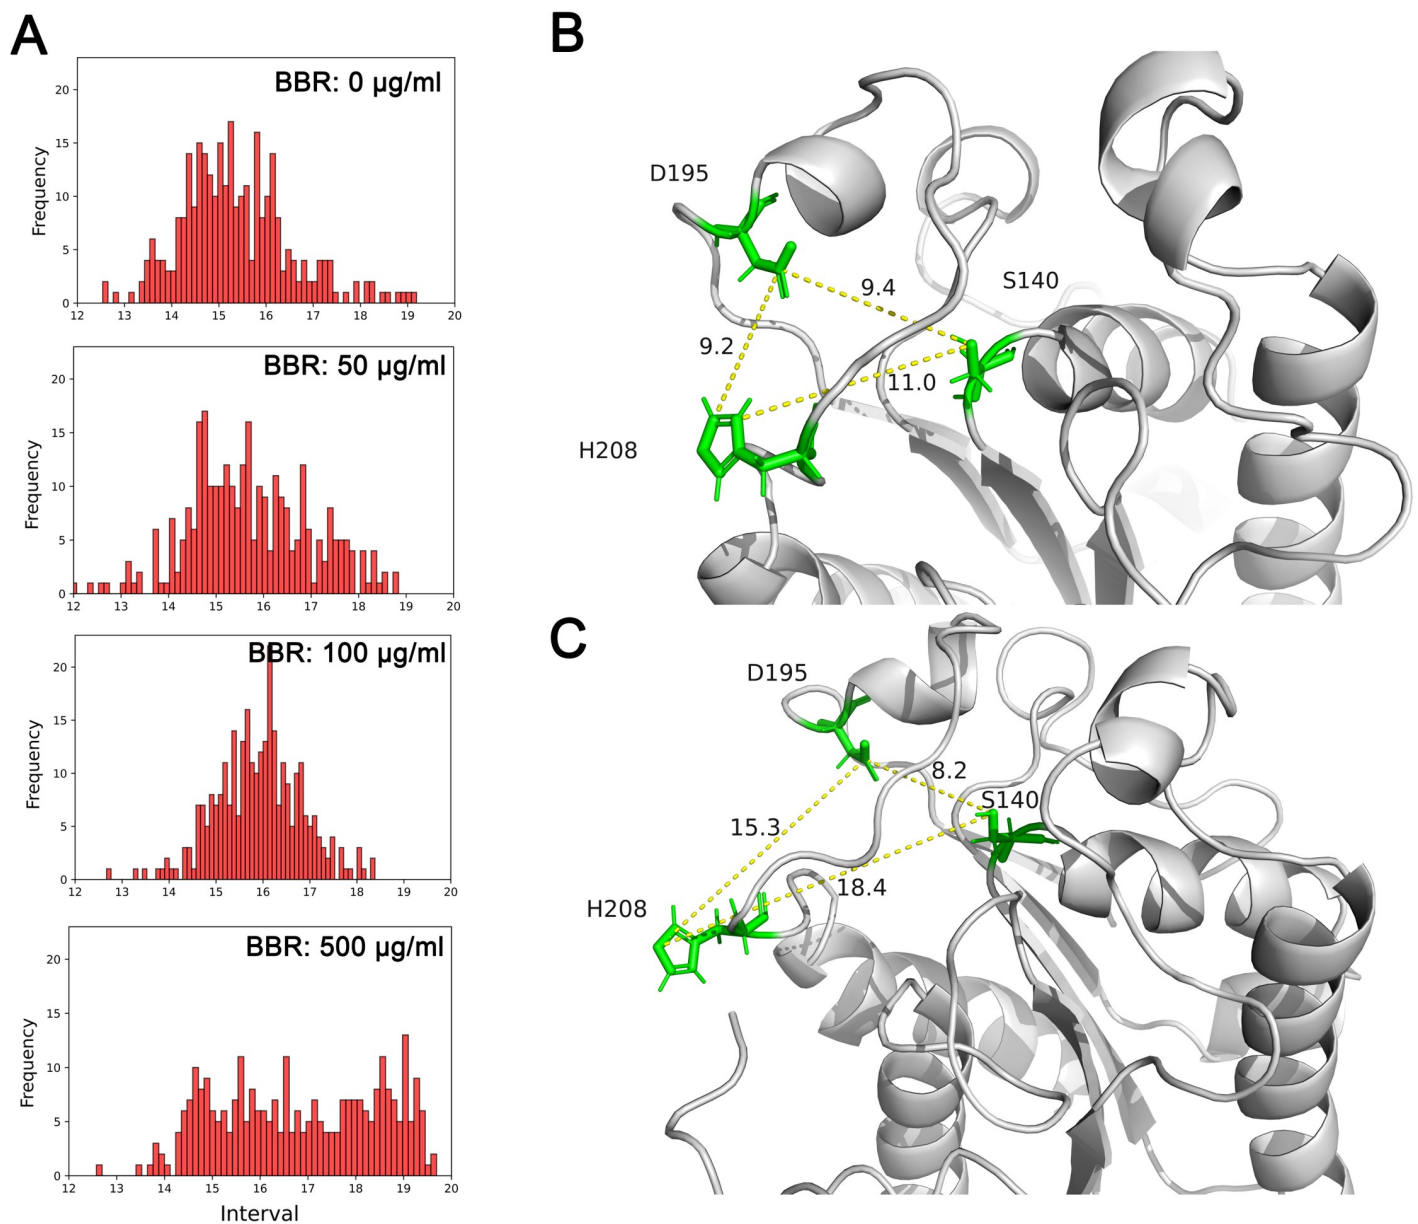 A
BBR: 0 µg/ml
Frequency
20
15
10
5
0
12 13 14 15 16 17 18 19 20
BBR: 50 µg/ml
Frequency
20
15
10
5
0
12 13 14 15 16 17 18 19 20
BBR: 100 µg/ml
Frequency
20
15
10
5
0
12 13 14 15 16 17 18 19 20
BBR: 500 µg/ml
Frequency
20
15
10
5
0
12 13 14 15 16 17 18 19 20
Interval
B
D195
9.4
S140
9.2
11.0
H208
C
D195
8.2
S140
15.3
18.4
H208